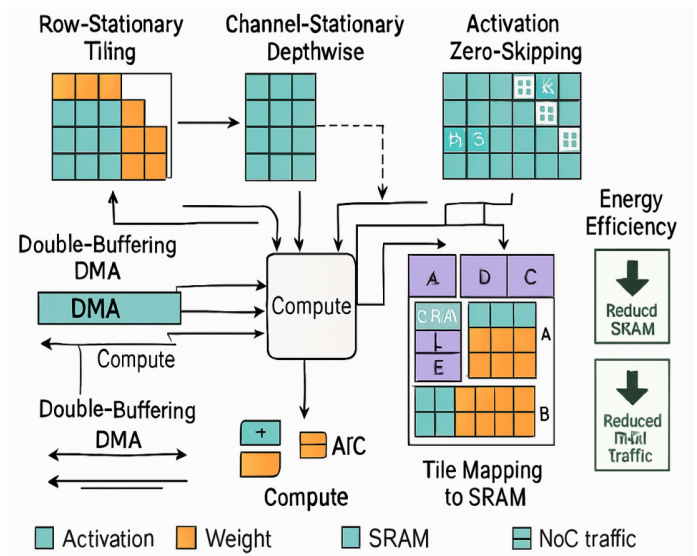 Row-Stationary
Tiling
Channel-Stationary
Depthwise
Activation
Zero-Skipping
Energy
Efficiency
Double-Buffering
DMA
DMA
Compute
Compute
A
D
C
L
E
A
B
Reducd
SRAM
Reduced
Traffic
Double-Buffering
DMA
+
Compute
Tile Mapping
to SRAM
Activation
Weight
SRAM
NoC traffic